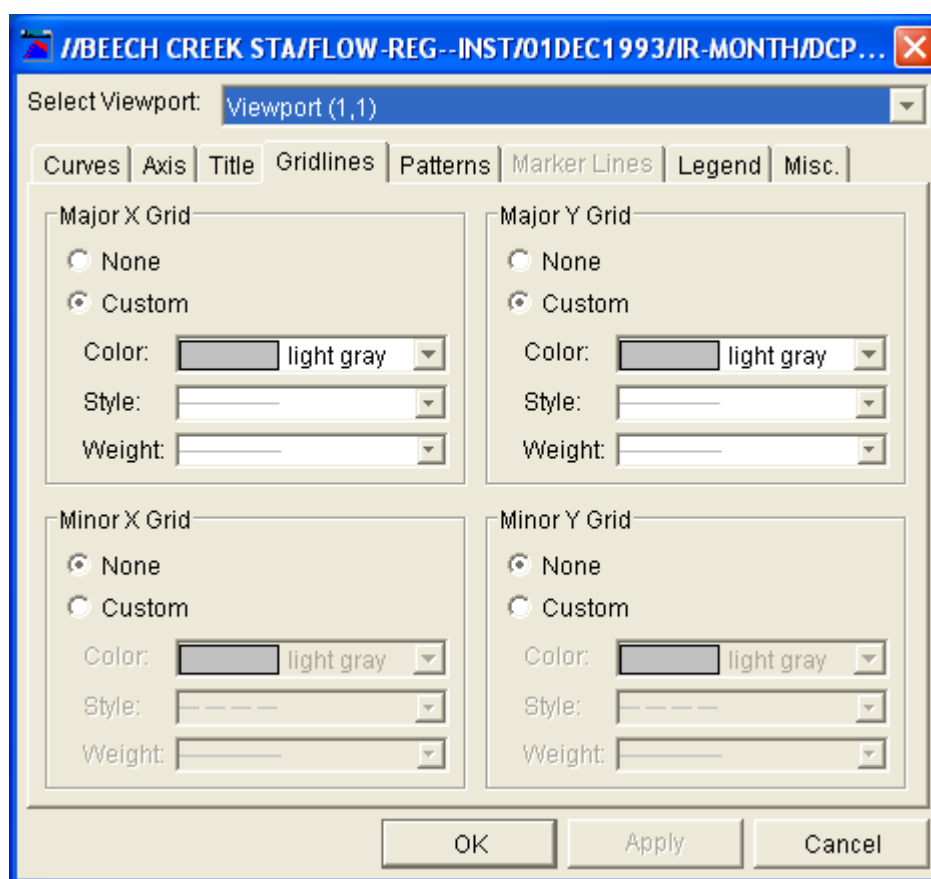 //BEECH CREEK STA/FLOW-REG--INST/01DEC1993/IR-MONTH/DCP...
Select Viewport: Viewport (1,1)
Curves Axis Title Gridlines Patterns Marker Lines Legend Misc.
Major X Grid
None
Custom
Color: light gray
Style:
Weight:
Major Y Grid
None
Custom
Color: light gray
Style:
Weight:
Minor X Grid
None
Custom
Color: light gray
Style:
Weight:
Minor Y Grid
None
Custom
Color: light gray
Style:
Weight:
OK Apply Cancel